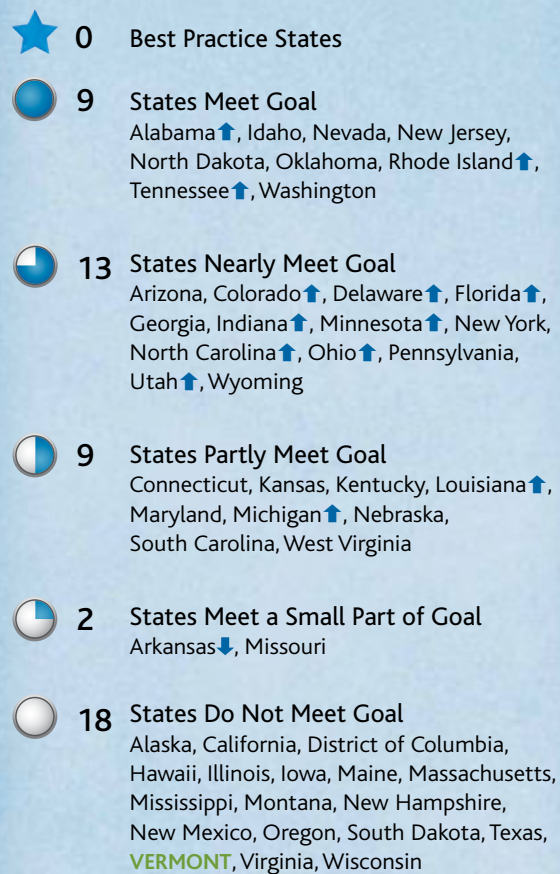 0 Best Practice States
9 States Meet Goal
Alabama⬆, Idaho, Nevada, New Jersey,
North Dakota, Oklahoma, Rhode Island⬆,
Tennessee⬆, Washington
13 States Nearly Meet Goal
Arizona, Colorado⬆, Delaware⬆, Florida⬆,
Georgia, Indiana⬆, Minnesota⬆, New York,
North Carolina⬆, Ohio⬆, Pennsylvania,
Utah⬆, Wyoming
9 States Partly Meet Goal
Connecticut, Kansas, Kentucky, Louisiana⬆,
Maryland, Michigan⬆, Nebraska,
South Carolina, West Virginia
2 States Meet a Small Part of Goal
Arkansas⬇, Missouri
18 States Do Not Meet Goal
Alaska, California, District of Columbia,
Hawaii, Illinois, Iowa, Maine, Massachusetts,
Mississippi, Montana, New Hampshire,
New Mexico, Oregon, South Dakota, Texas,
VERMONT, Virginia, Wisconsin